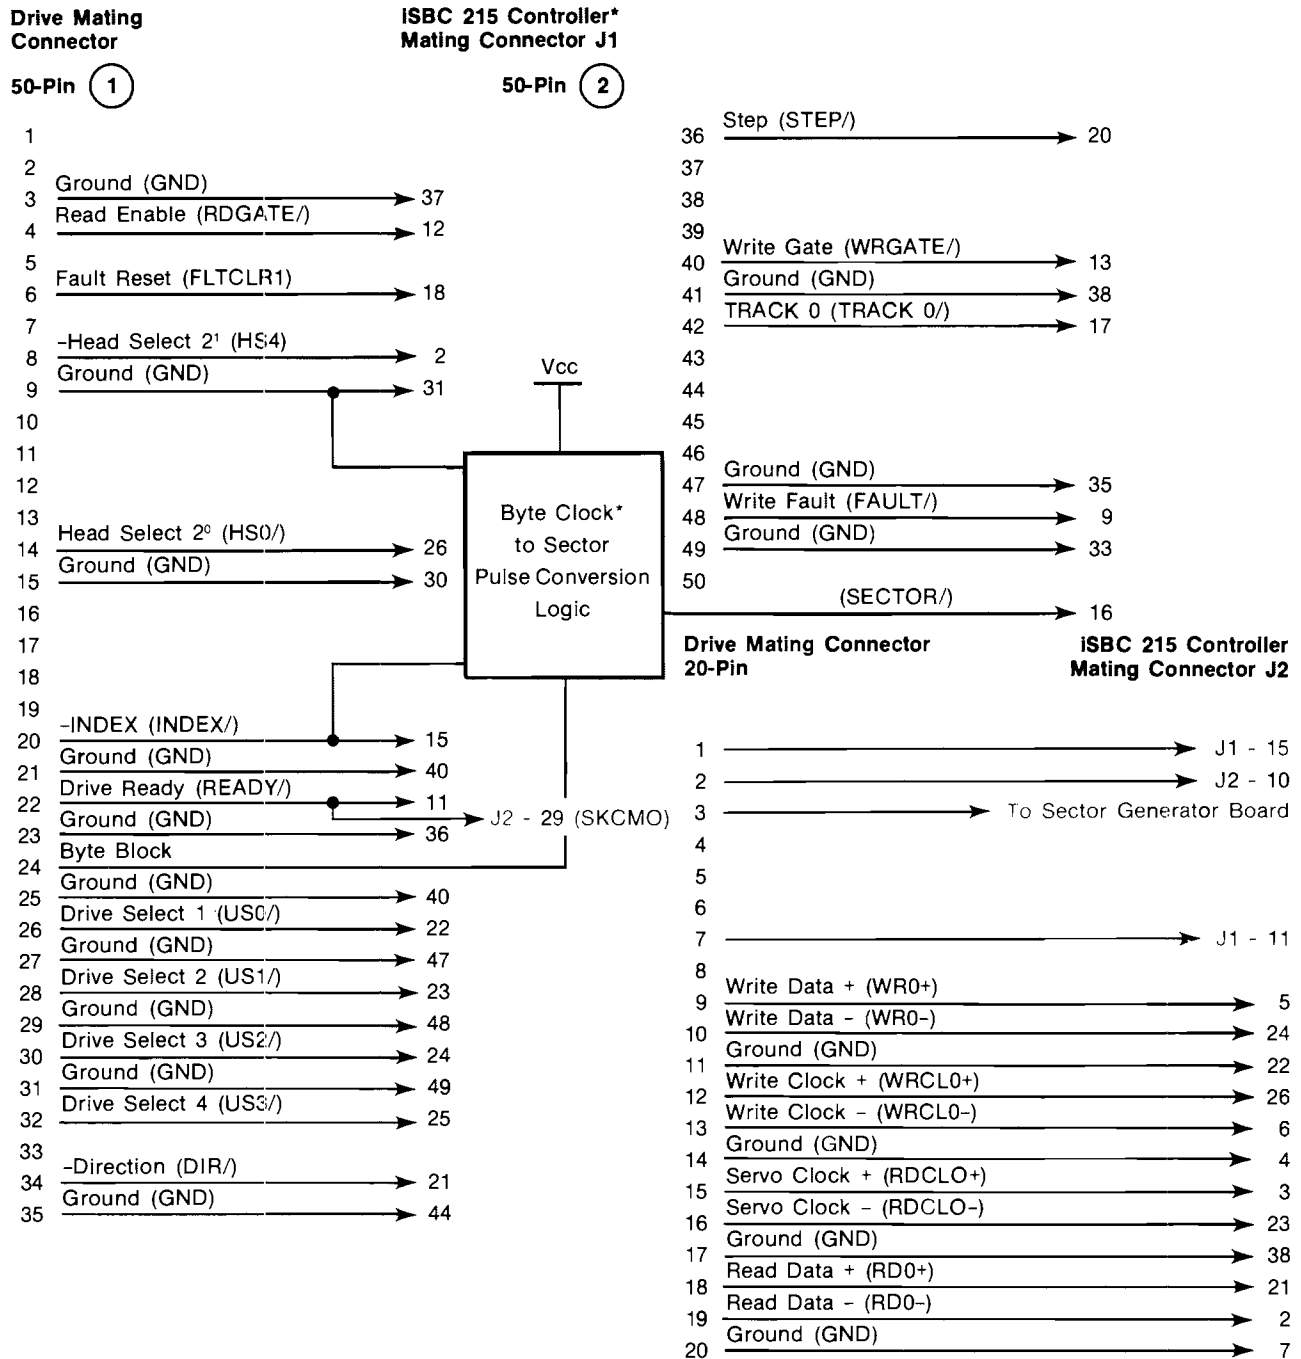 Drive Mating
Connector
iSBC 215 Controller*
Mating Connector J1
50-Pin 1
50-Pin 2
1
2
3 Ground (GND) 37
4 Read Enable (RDGATE/) 12
5
6 Fault Reset (FLTCLR1) 18
7
8 –Head Select 2¹ (HS4) 2
9 Ground (GND) 31
10
11
12
13
14 Head Select 2⁰ (HS0/) 26
15 Ground (GND) 30
16
17
18
19
20 –INDEX (INDEX/) 15
21 Ground (GND) 40
22 Drive Ready (READY/) 11
J2 - 29 (SKCMO)
23 Ground (GND) 36
24 Byte Block
25 Ground (GND) 40
26 Drive Select 1 (US0/) 22
27 Ground (GND) 47
28 Drive Select 2 (US1/) 23
29 Ground (GND) 48
30 Drive Select 3 (US2/) 24
31 Ground (GND) 49
32 Drive Select 4 (US3/) 25
33
34 –Direction (DIR/) 21
35 Ground (GND) 44
Vcc
Byte Clock*
to Sector
Pulse Conversion
Logic
36 Step (STEP/) 20
37
38
39
40 Write Gate (WRGATE/) 13
41 Ground (GND) 38
42 TRACK 0 (TRACK 0/) 17
43
44
45
46
47 Ground (GND) 35
48 Write Fault (FAULT/) 9
49 Ground (GND) 33
50
(SECTOR/) 16
Drive Mating Connector
20-Pin
iSBC 215 Controller
Mating Connector J2
1 J1 - 15
2 J2 - 10
3 To Sector Generator Board
4
5
6
7 J1 - 11
8
9 Write Data + (WR0+) 5
10 Write Data – (WR0–) 24
11 Ground (GND) 22
12 Write Clock + (WRCL0+) 26
13 Write Clock – (WRCL0–) 6
14 Ground (GND) 4
15 Servo Clock + (RDCLO+) 3
16 Servo Clock – (RDCLO–) 23
17 Ground (GND) 38
18 Read Data + (RD0+) 21
19 Read Data – (RD0–) 2
20 Ground (GND) 7